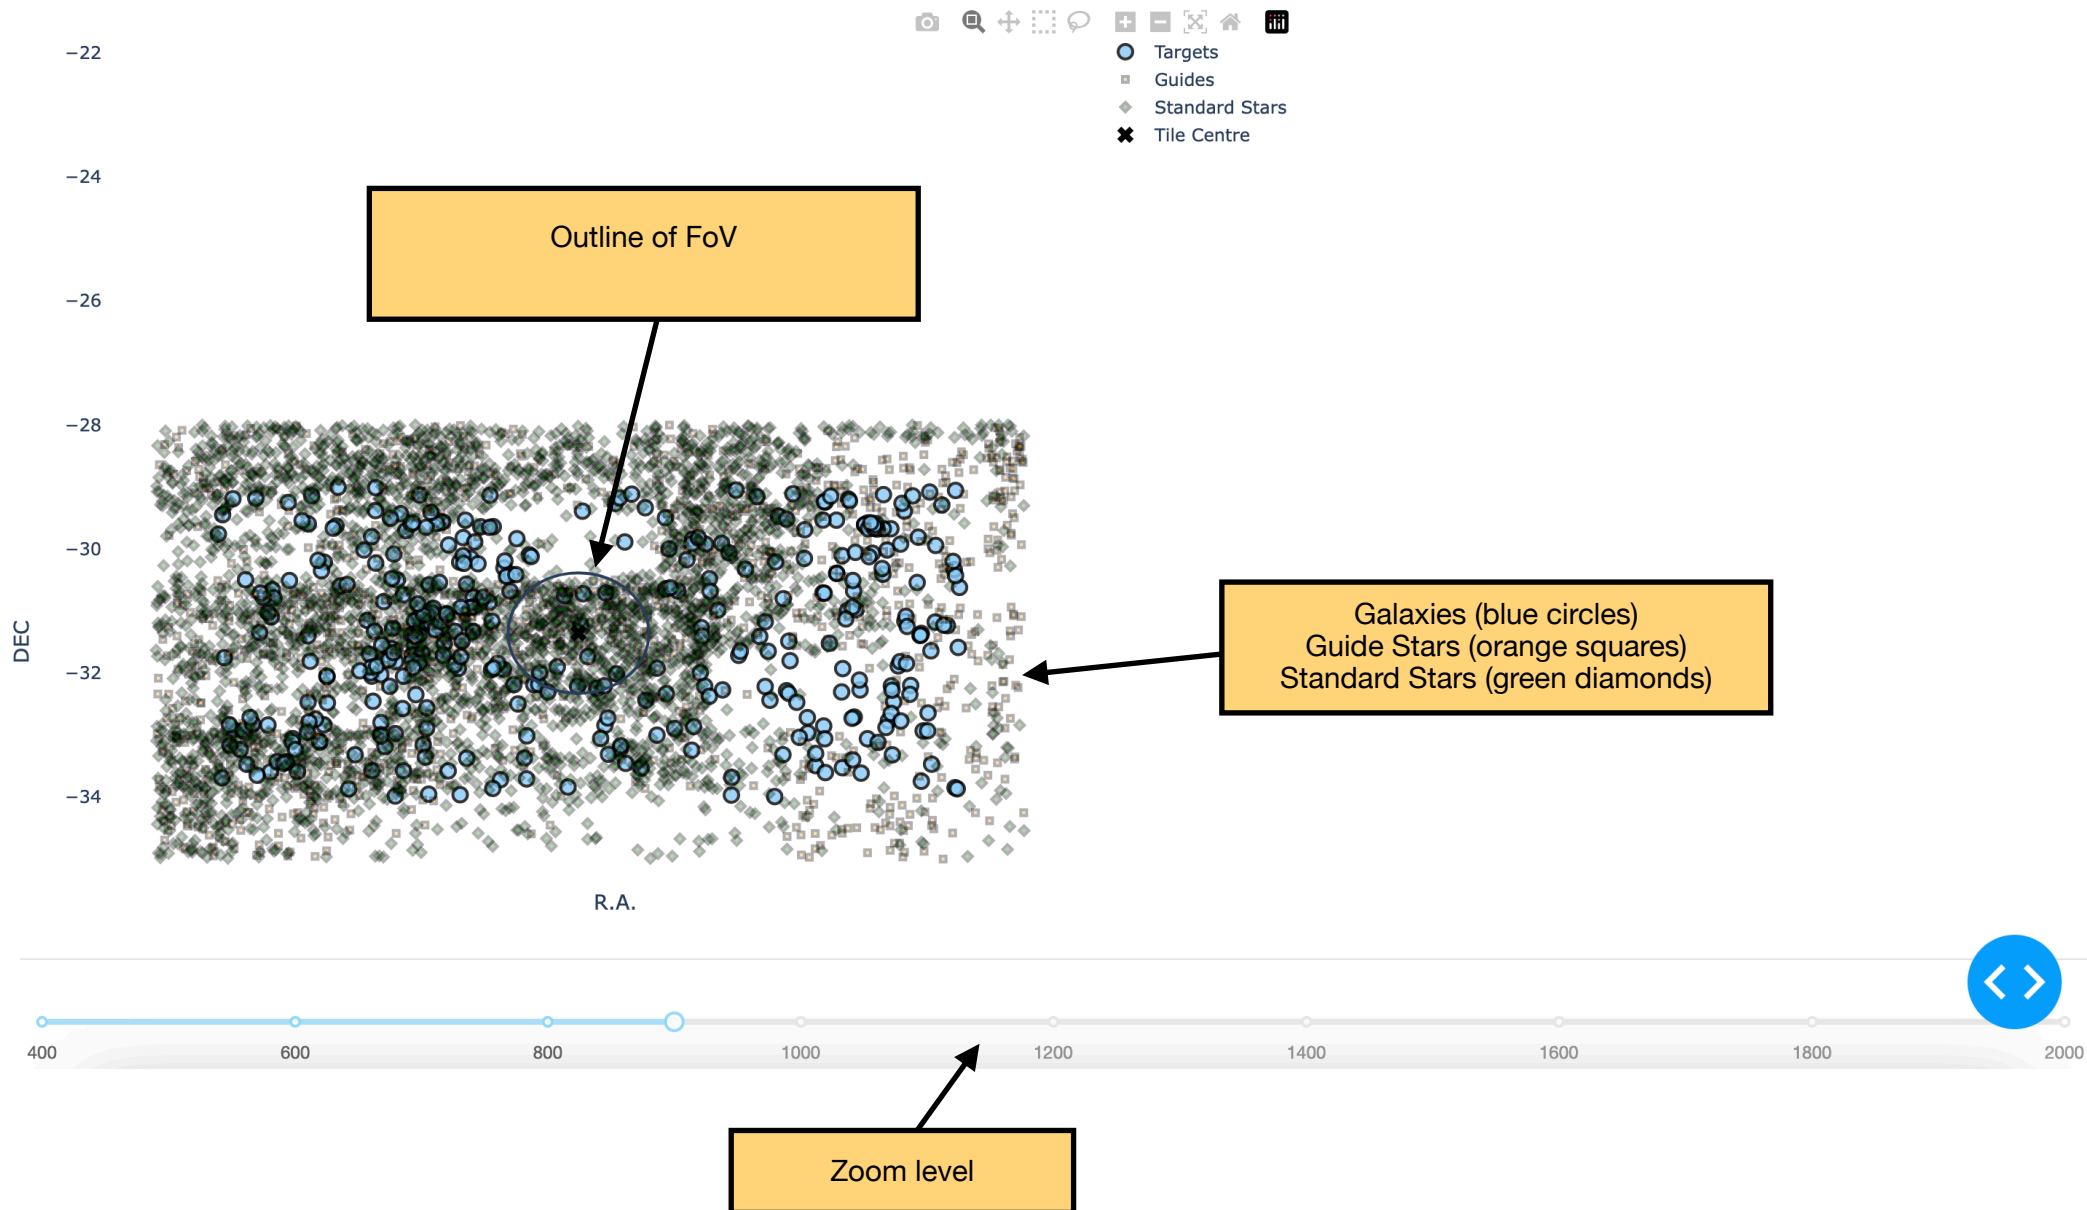 Targets
Guides
Standard Stars
Tile Centre
−22
−24
−26
−28
−30
−32
−34
DEC
R.A.
Outline of FoV
Galaxies (blue circles)
Guide Stars (orange squares)
Standard Stars (green diamonds)
400 600 800 1000 1200 1400 1600 1800 2000
Zoom level